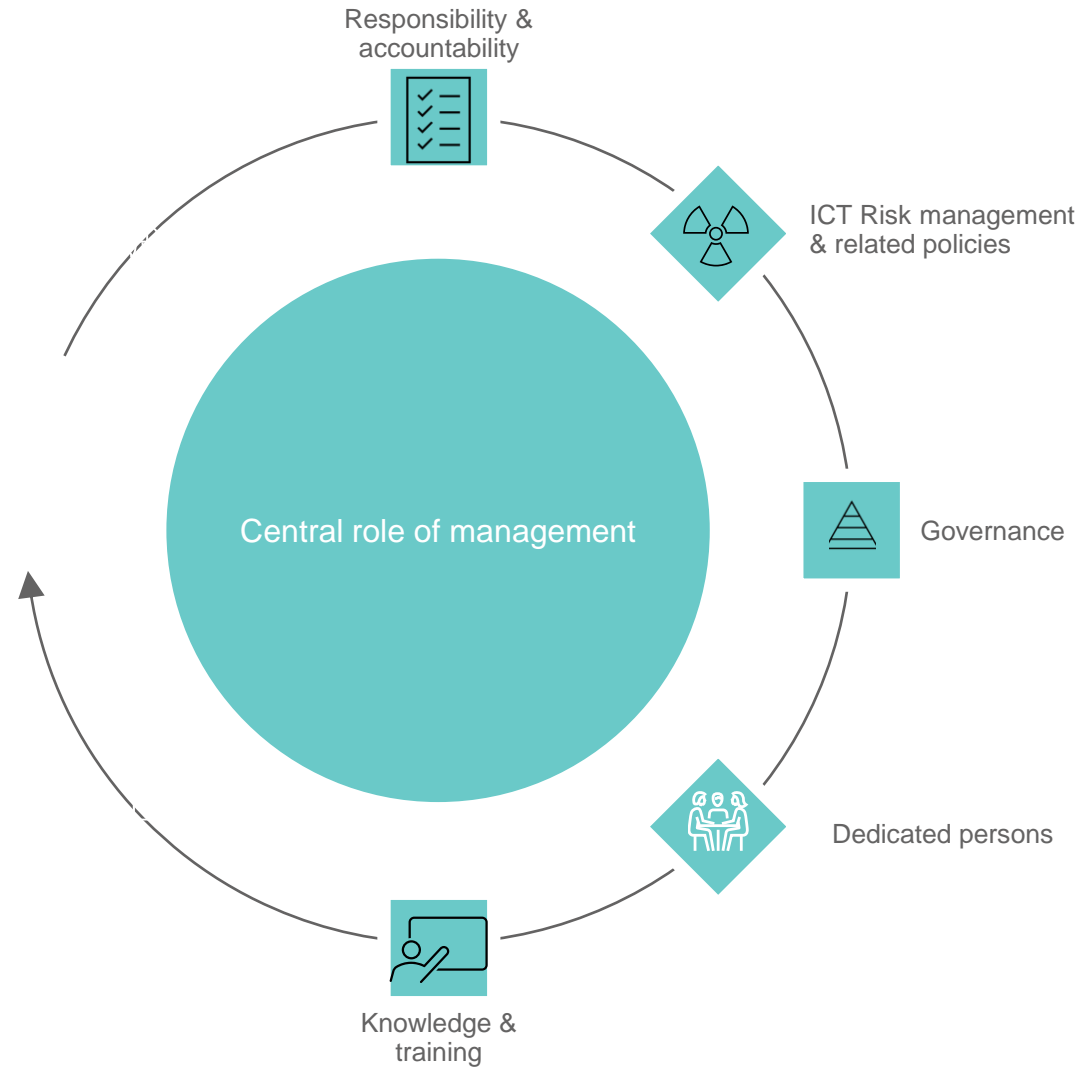 Responsibility &
accountability
ICT Risk management
& related policies
Central role of management
Governance
Dedicated persons
Knowledge &
training